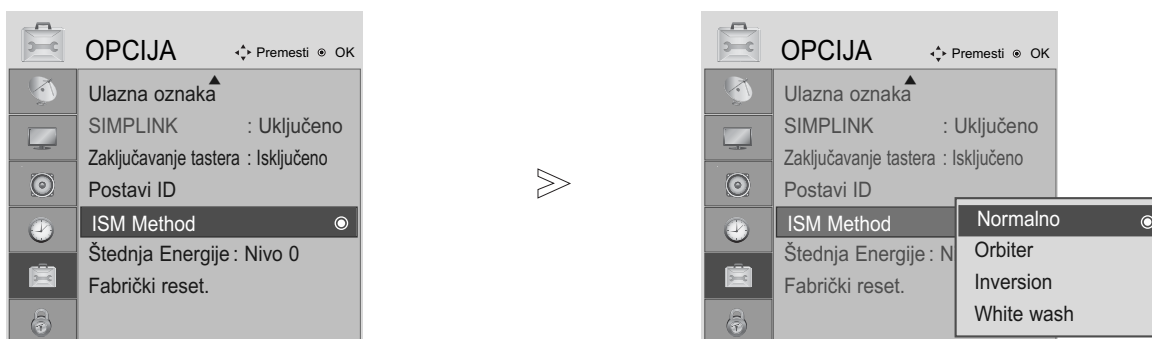 OPCIJA Premesti OK
Ulazna oznaka
SIMPLINK : Uključeno
Zaključavanje tastera : Isključeno
Postavi ID
ISM Method
Štednja Energije : Nivo 0
Fabrički reset.
OPCIJA Premesti OK
Ulazna oznaka
SIMPLINK : Uključeno
Zaključavanje tastera : Isključeno
Postavi ID
ISM Method
Štednja Energije : N
Fabrički reset.
Normalno
Orbiter
Inversion
White wash